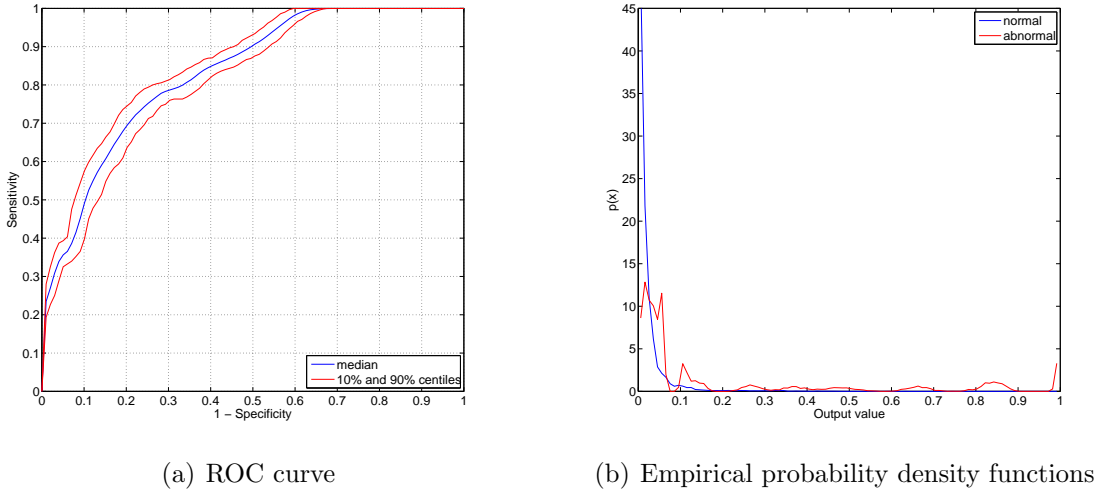 1
0.9
0.8
0.7
0.6
0.5
0.4
0.3
0.2
0.1
0
Sensitivity
0 0.1 0.2 0.3 0.4 0.5 0.6 0.7 0.8 0.9 1
1 − Specificity
median
10% and 90% centiles
(a) ROC curve
45
40
35
30
25
20
15
10
5
0
p(x)
0 0.1 0.2 0.3 0.4 0.5 0.6 0.7 0.8 0.9 1
Output value
normal
abnormal
(b) Empirical probability density functions